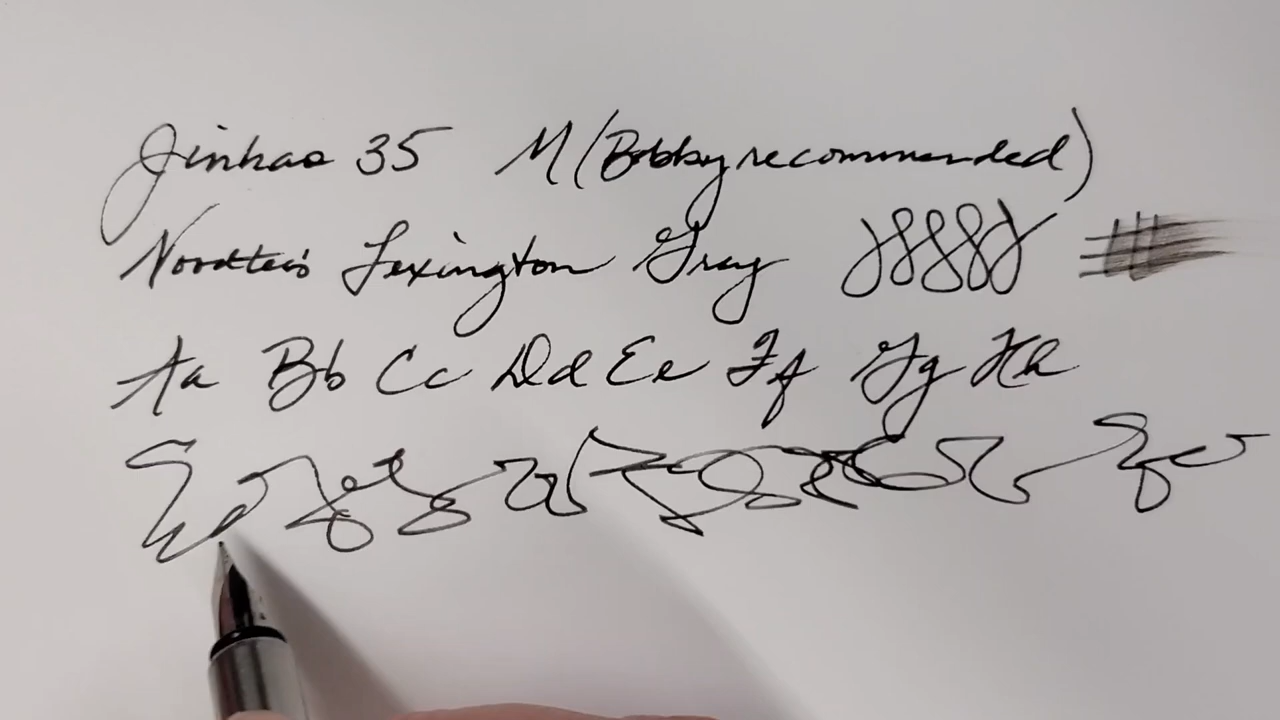 Jinhao 35 M (Bobby recommended)
Noodler's Lexington Gray
Aa Bb Cc Dd Ee Ff Gg Hh